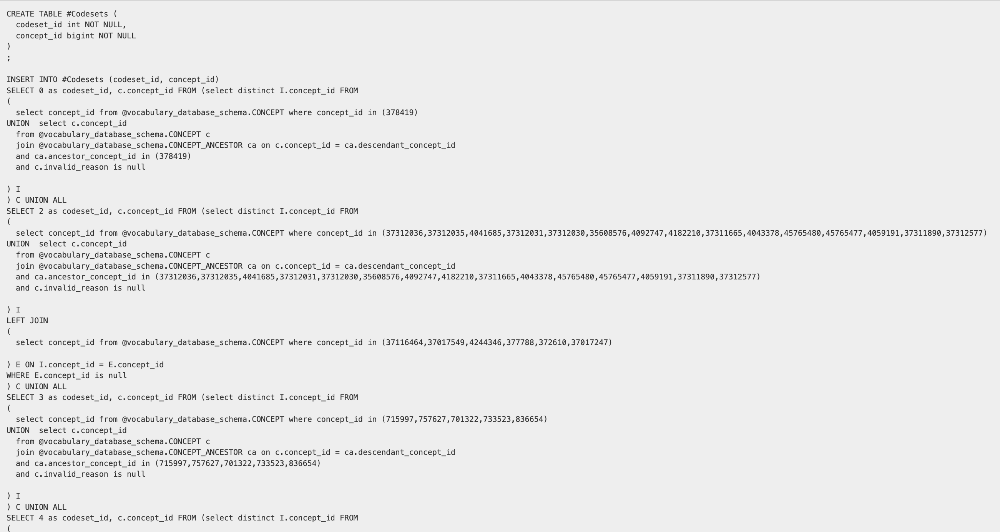 CREATE TABLE #Codesets (
  codeset_id int NOT NULL,
  concept_id bigint NOT NULL
)
;

INSERT INTO #Codesets (codeset_id, concept_id)
SELECT 0 as codeset_id, c.concept_id FROM (select distinct I.concept_id FROM
(
  select concept_id from @vocabulary_database_schema.CONCEPT where concept_id in (378419)
UNION  select c.concept_id
  from @vocabulary_database_schema.CONCEPT c
  join @vocabulary_database_schema.CONCEPT_ANCESTOR ca on c.concept_id = ca.descendant_concept_id
  and ca.ancestor_concept_id in (378419)
  and c.invalid_reason is null

) I
) C UNION ALL
SELECT 2 as codeset_id, c.concept_id FROM (select distinct I.concept_id FROM
(
  select concept_id from @vocabulary_database_schema.CONCEPT where concept_id in (37312036,37312035,4041685,37312031,37312030,35608576,4092747,4182210,37311665,4043378,45765480,45765477,4059191,37311890,37312577)
UNION  select c.concept_id
  from @vocabulary_database_schema.CONCEPT c
  join @vocabulary_database_schema.CONCEPT_ANCESTOR ca on c.concept_id = ca.descendant_concept_id
  and ca.ancestor_concept_id in (37312036,37312035,4041685,37312031,37312030,35608576,4092747,4182210,37311665,4043378,45765480,45765477,4059191,37311890,37312577)
  and c.invalid_reason is null

) I
LEFT JOIN
(
  select concept_id from @vocabulary_database_schema.CONCEPT where concept_id in (37116464,37017549,4244346,377788,372610,37017247)

) E ON I.concept_id = E.concept_id
WHERE E.concept_id is null
) C UNION ALL
SELECT 3 as codeset_id, c.concept_id FROM (select distinct I.concept_id FROM
(
  select concept_id from @vocabulary_database_schema.CONCEPT where concept_id in (715997,757627,701322,733523,836654)
UNION  select c.concept_id
  from @vocabulary_database_schema.CONCEPT c
  join @vocabulary_database_schema.CONCEPT_ANCESTOR ca on c.concept_id = ca.descendant_concept_id
  and ca.ancestor_concept_id in (715997,757627,701322,733523,836654)
  and c.invalid_reason is null

) I
) C UNION ALL
SELECT 4 as codeset_id, c.concept_id FROM (select distinct I.concept_id FROM
(